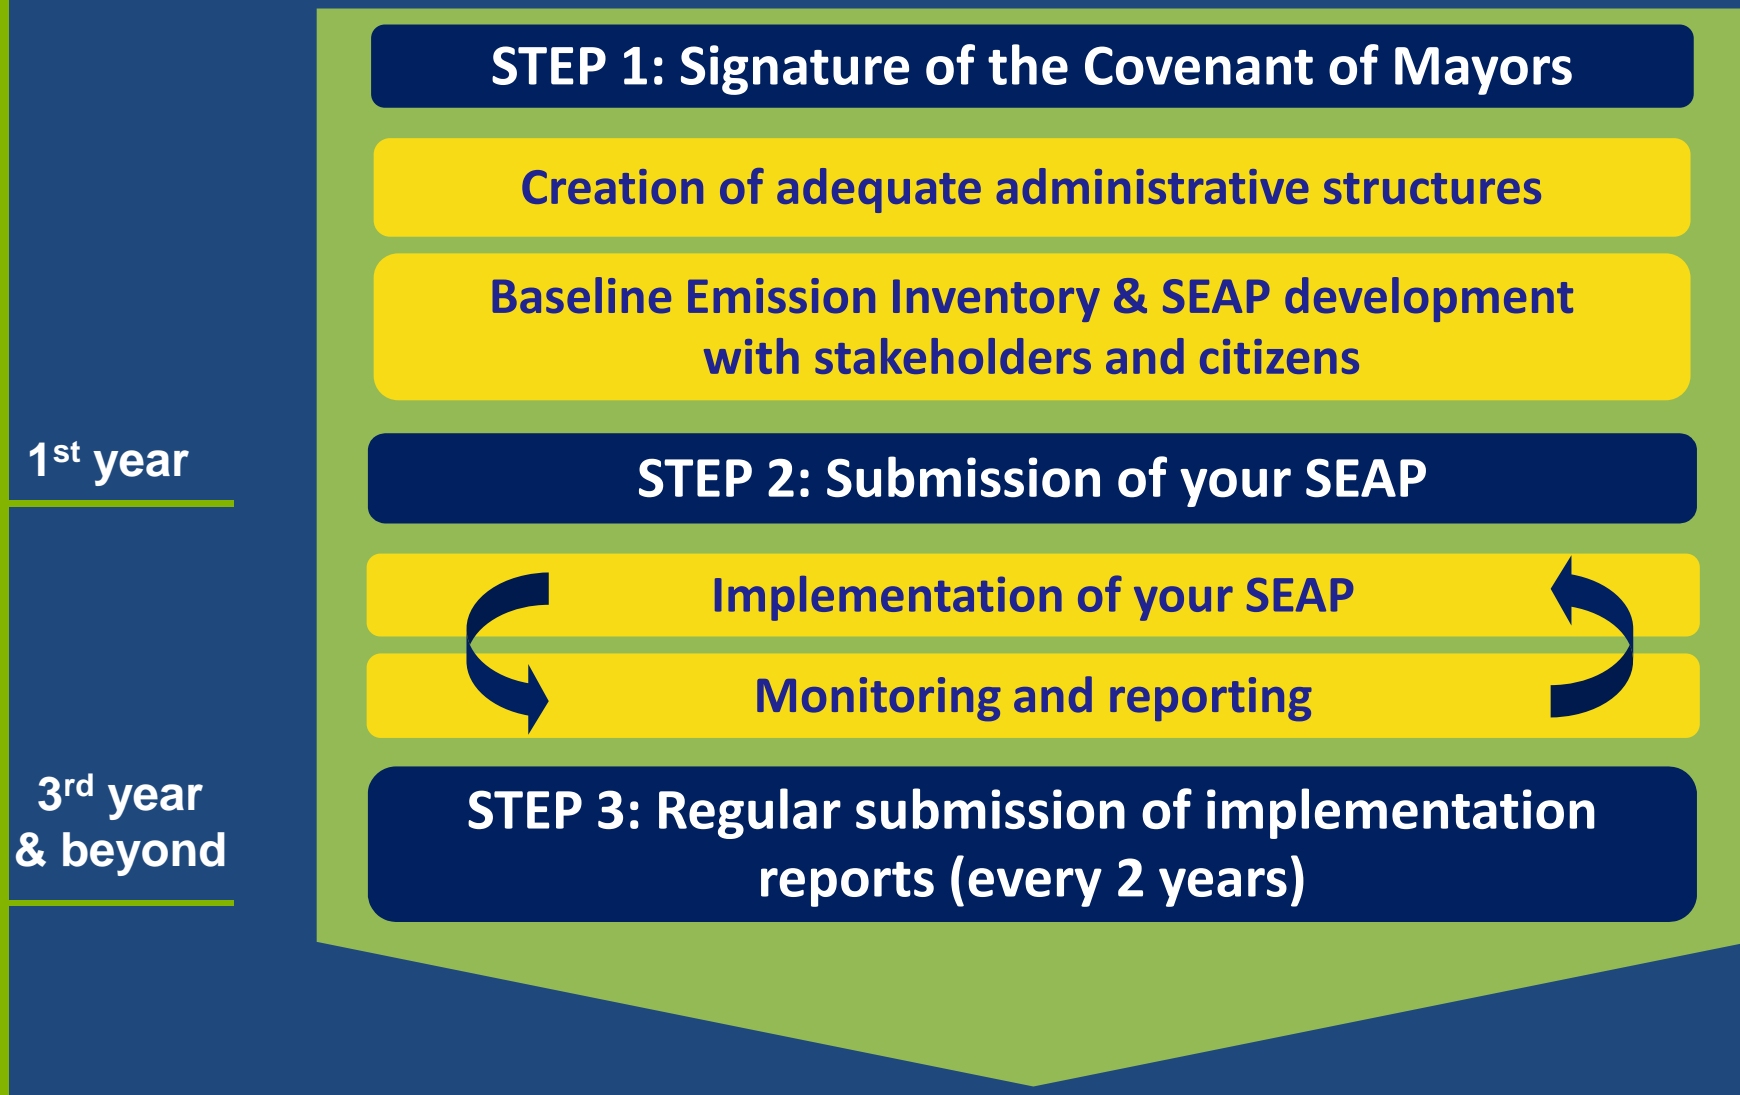 STEP 1: Signature of the Covenant of Mayors
Creation of adequate administrative structures
Baseline Emission Inventory & SEAP development
with stakeholders and citizens
1st year
STEP 2: Submission of your SEAP
Implementation of your SEAP
Monitoring and reporting
3rd year
& beyond
STEP 3: Regular submission of implementation
reports (every 2 years)